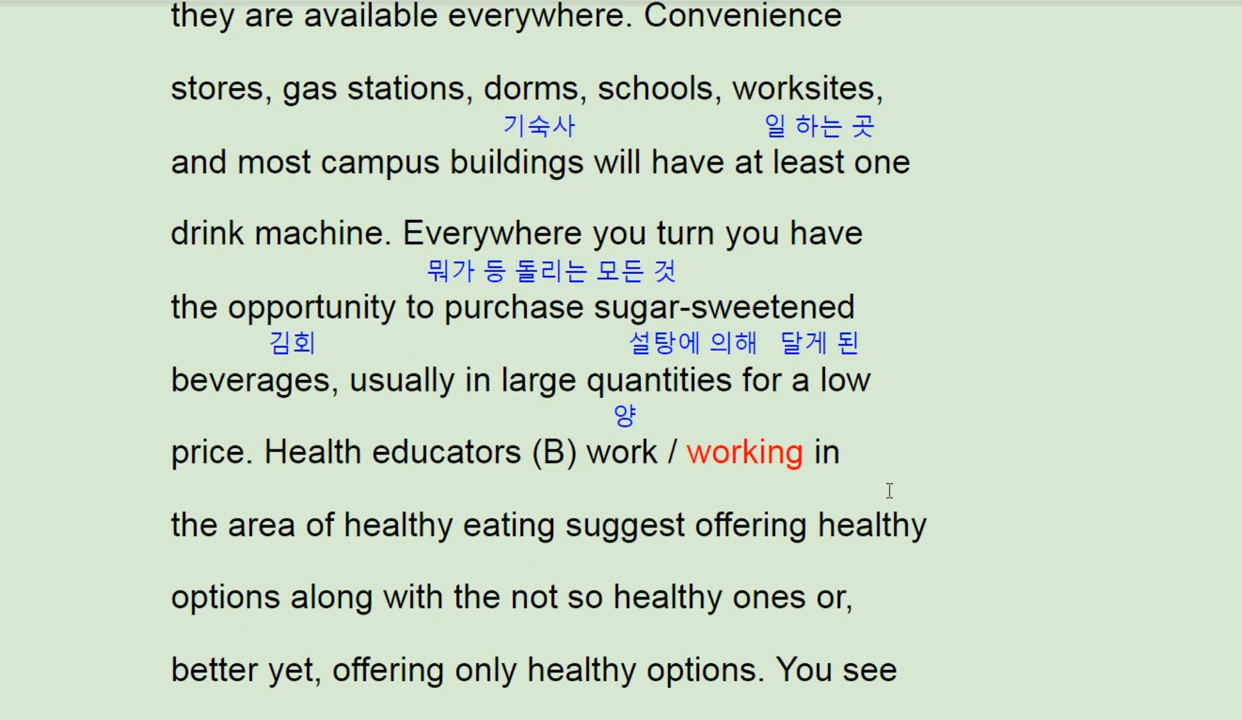 they are available everywhere. Convenience
stores, gas stations, dorms, schools, worksites,
기숙사 일 하는 곳
and most campus buildings will have at least one
drink machine. Everywhere you turn you have
뭐가 등 돌리는 모든 것
the opportunity to purchase sugar-sweetened
김회 설탕에 의해 달게 된
beverages, usually in large quantities for a low
양
price. Health educators (B) work / working in
the area of healthy eating suggest offering healthy
options along with the not so healthy ones or,
better yet, offering only healthy options. You see